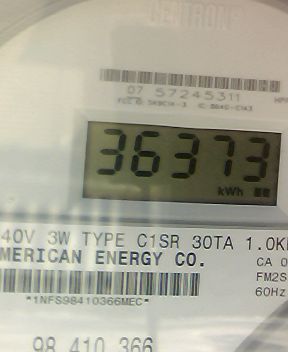 CENTRON®
07 57245311
36373
kWh
40V 3W TYPE C1SR 30TA 1.0K
MERICAN ENERGY CO.
CA 0
FM2S
60Hz
*1NFS98410366MEC*
98 410 366